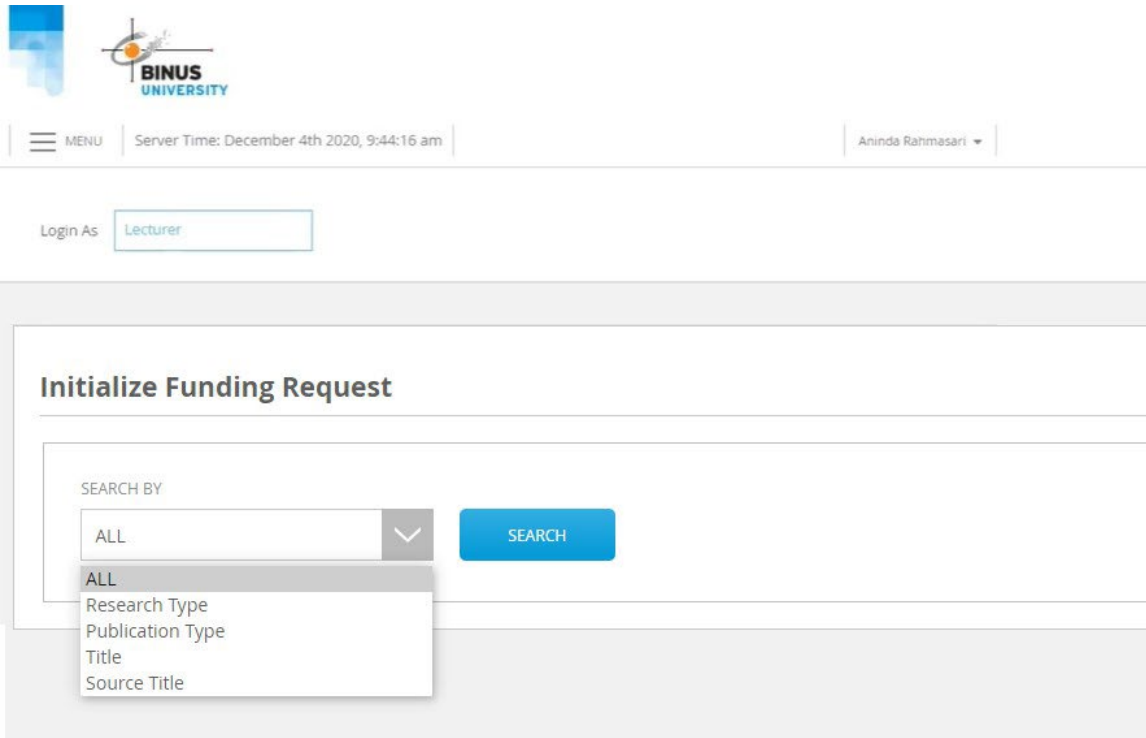 BINUS
UNIVERSITY
MENU
Server Time: December 4th 2020, 9:44:16 am
Aninda Rahmasari
Login As
Lecturer
Initialize Funding Request
SEARCH BY
ALL
SEARCH
ALL
Research Type
Publication Type
Title
Source Title